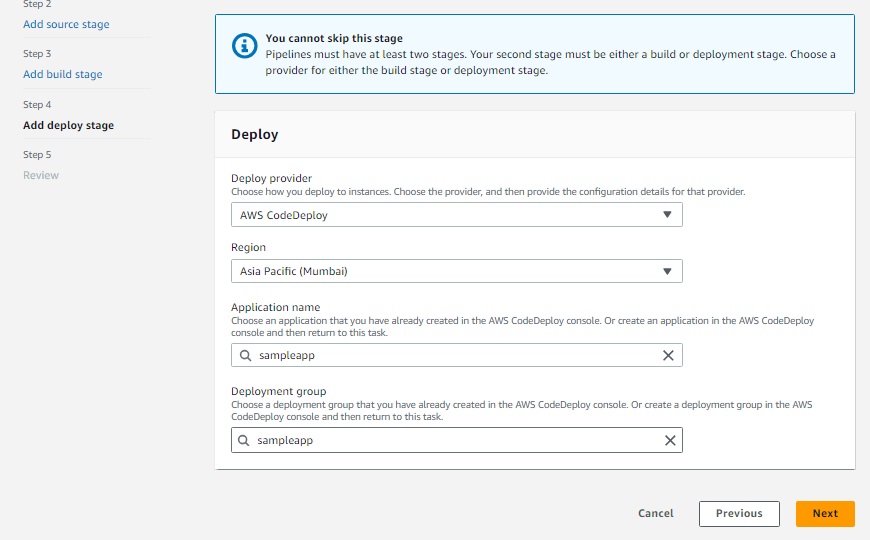 Step 2
Add source stage
Step 3
Add build stage
Step 4
Add deploy stage
Step 5
Review
You cannot skip this stage
Pipelines must have at least two stages. Your second stage must be either a build or deployment stage. Choose a
provider for either the build stage or deployment stage.
Deploy
Deploy provider
Choose how you deploy to instances. Choose the provider, and then provide the configuration details for that provider.
AWS CodeDeploy
Region
Asia Pacific (Mumbai)
Application name
Choose an application that you have already created in the AWS CodeDeploy console. Or create an application in the AWS CodeDeploy
console and then return to this task.
sampleapp
Deployment group
Choose a deployment group that you have already created in the AWS CodeDeploy console. Or create a deployment group in the AWS
CodeDeploy console and then return to this task.
sampleapp
Cancel
Previous
Next